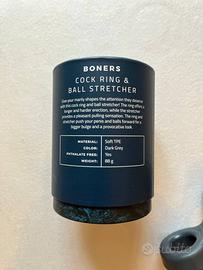 BONERS
COCK RING &
BALL STRETCHER
Give your manly shapes the attention they deserve
with this cock ring and ball stretcher! The ring offers a
longer and harder erection, while the stretcher
provides a pleasant pulling sensation. The ring and
stretcher push your penis and balls forward for a
bigger bulge and a provocative look.
MATERIAL: Soft TPE
COLOR: Dark Grey
PHTHALATE FREE: Yes
WEIGHT: 88 g
subito